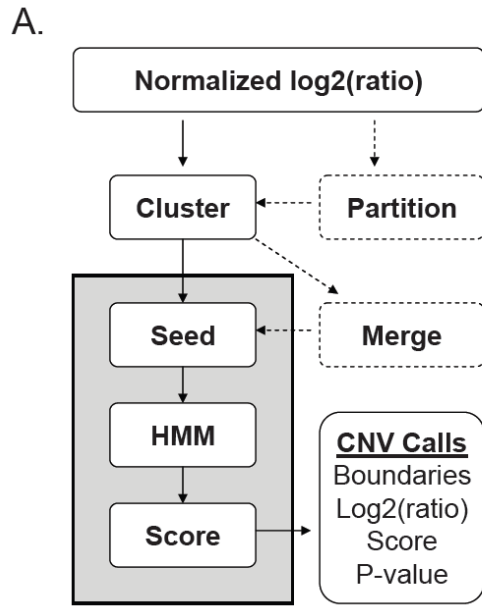 A.
Normalized log2(ratio)
Cluster
Partition
Seed
Merge
HMM
Score
CNV Calls
Boundaries
Log2(ratio)
Score
P-value